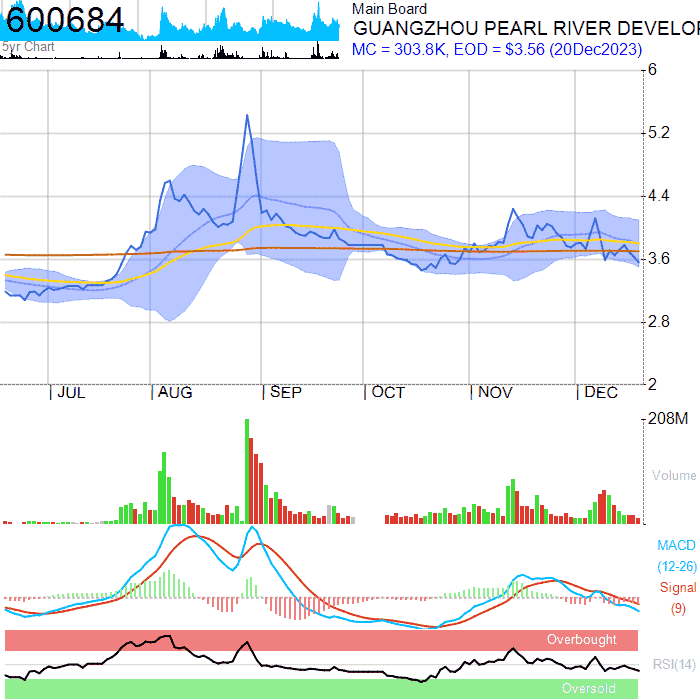 600684
5yr Chart
Main Board
GUANGZHOU PEARL RIVER DEVELO
MC = 303.8K, EOD = $3.56 (20Dec2023)
6
5.2
4.4
3.6
2.8
2
JUL AUG SEP OCT NOV DEC
208M
Volume
MACD
(12-26)
Signal
(9)
Overbought
RSI(14)
Oversold